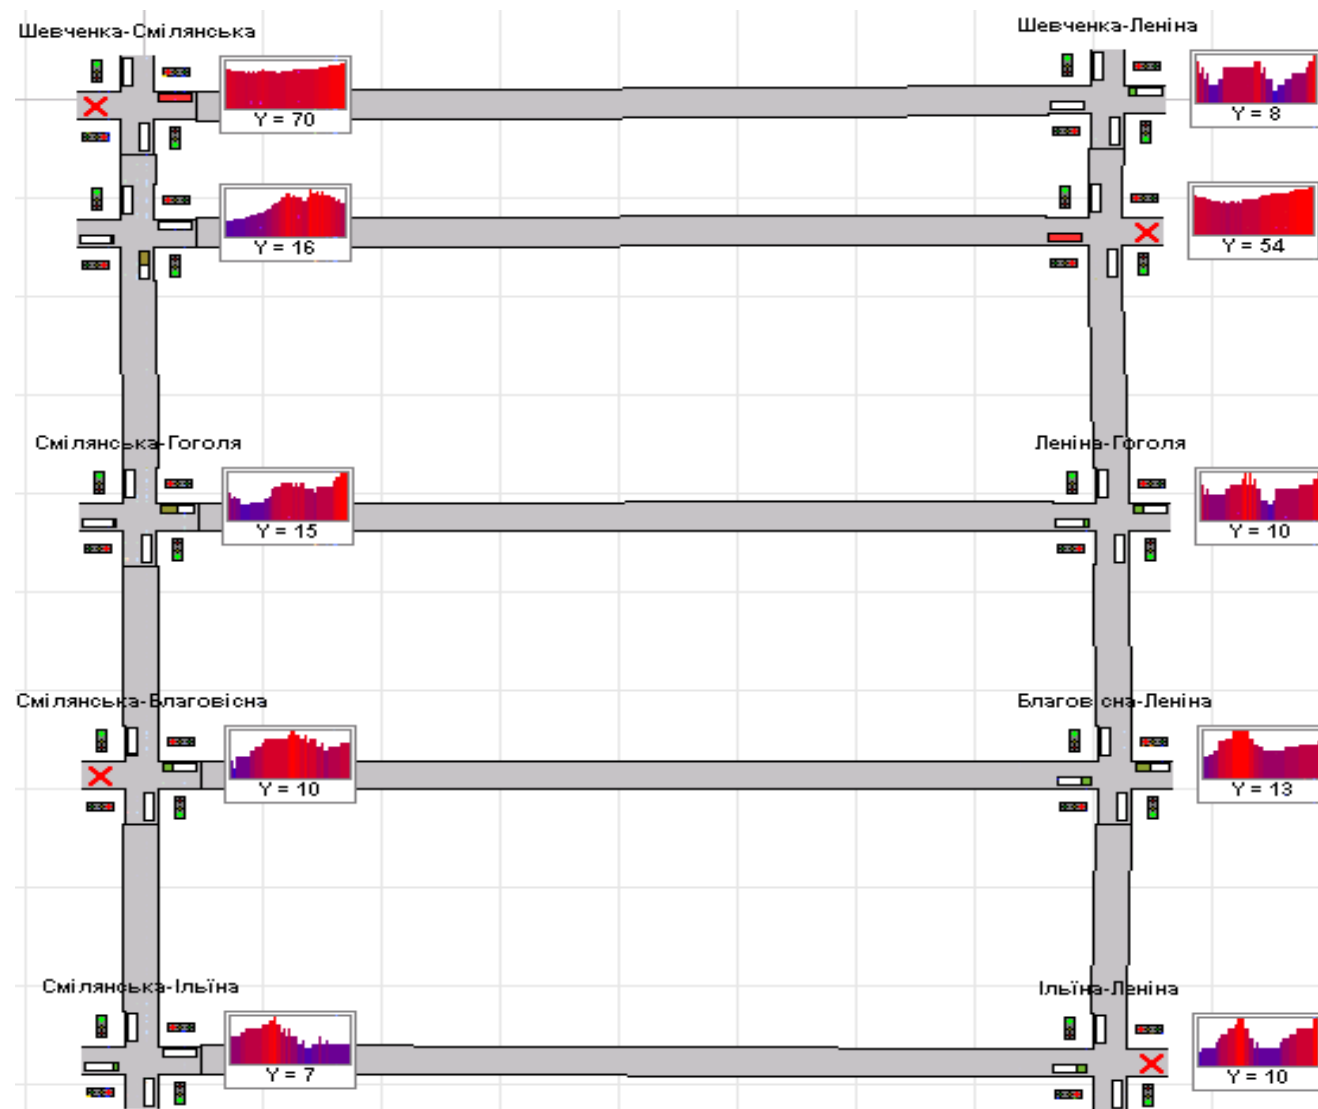 Шевченка-Смілянська
Шевченка-Леніна
Y = 70
Y = 8
Y = 16
Y = 54
Смілянська-Гоголя
Леніна-Гоголя
Y = 15
Y = 10
Смілянська-Благовісна
Благовісна-Леніна
Y = 10
Y = 13
Смілянська-Ільїна
Ільїна-Леніна
Y = 7
Y = 10